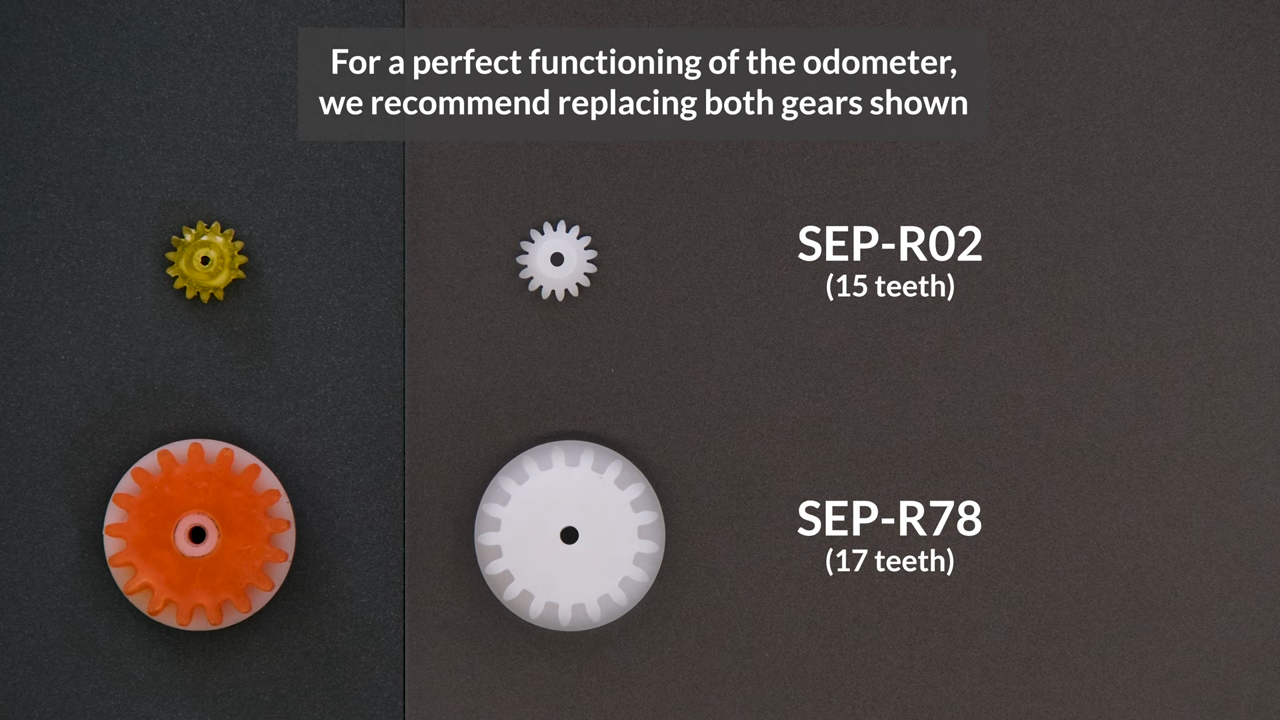 For a perfect functioning of the odometer,
we recommend replacing both gears shown
SEP-R02
(15 teeth)
SEP-R78
(17 teeth)